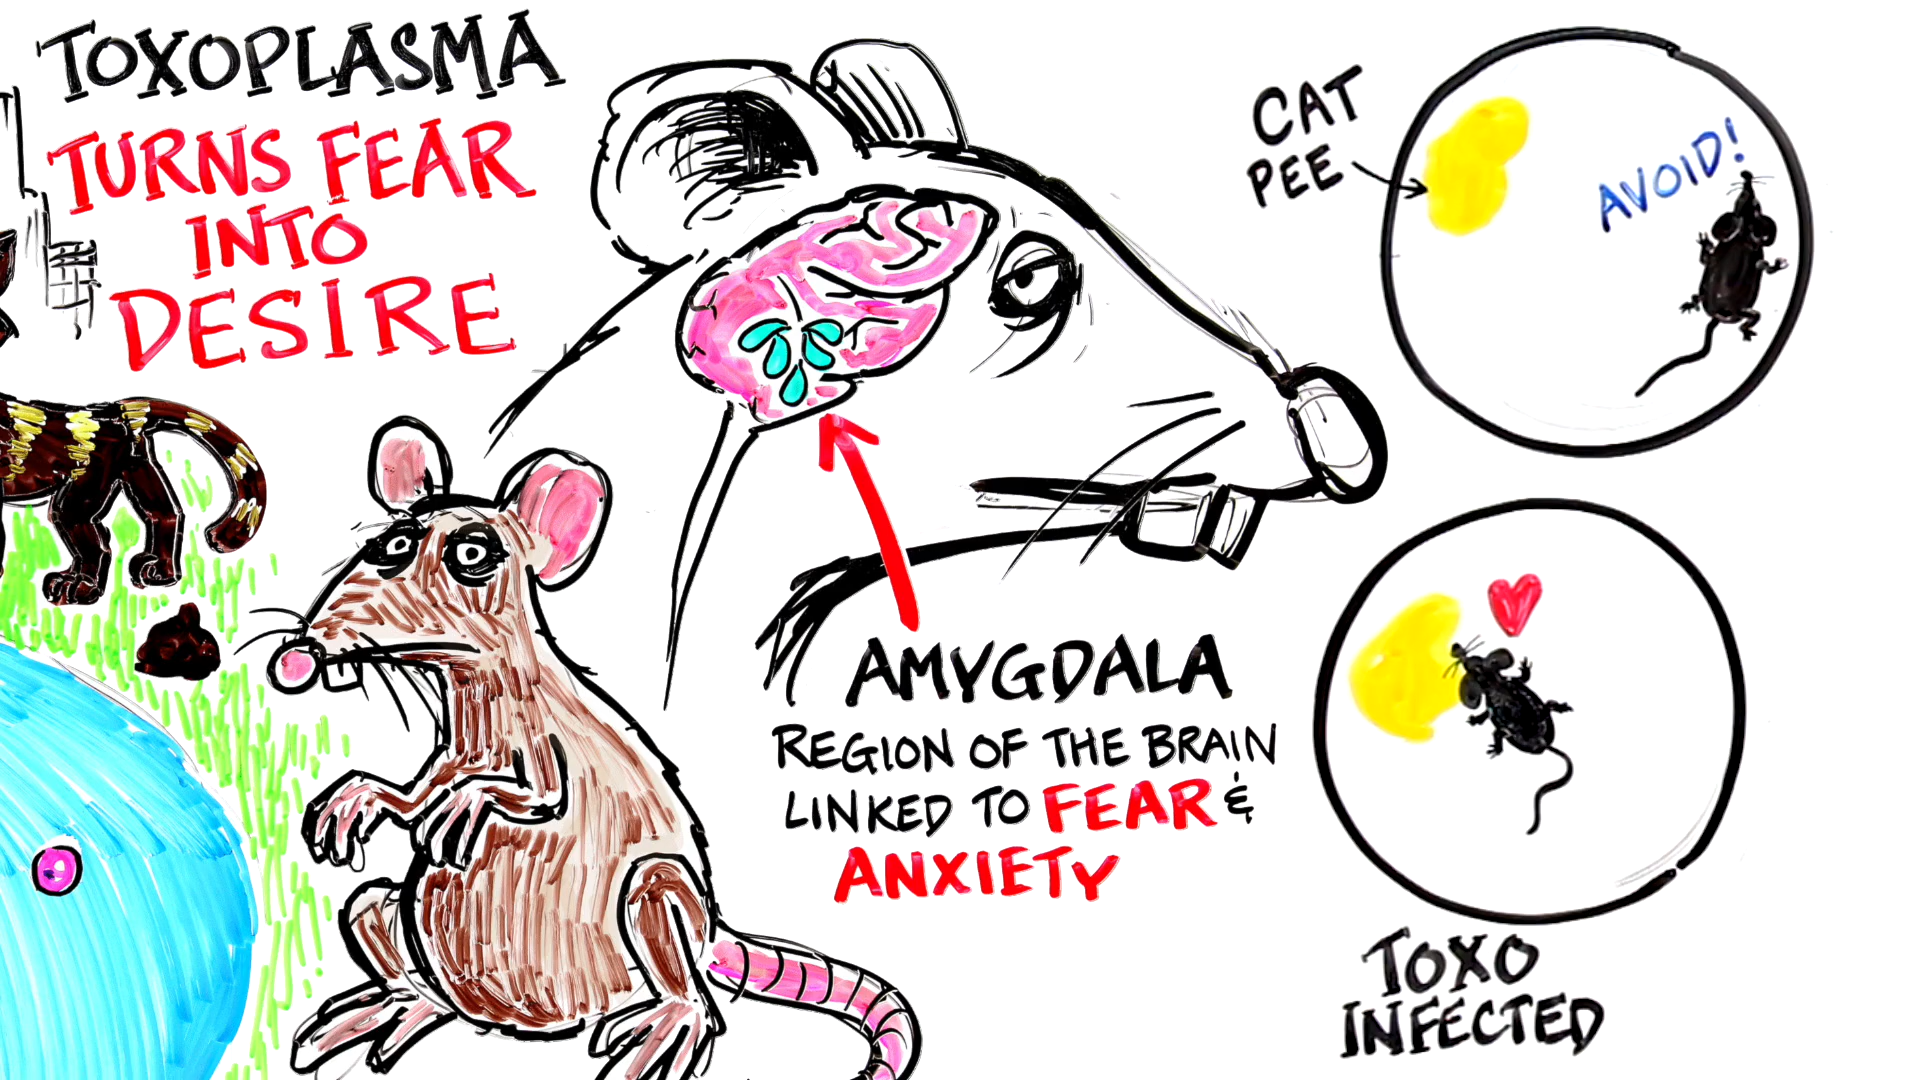 TOXOPLASMA
TURNS FEAR
INTO
DESIRE
AMYGDALA
REGION OF THE BRAIN
LINKED TO FEAR &
ANXIETY
CAT
PEE
AVOID!
TOXO
INFECTED